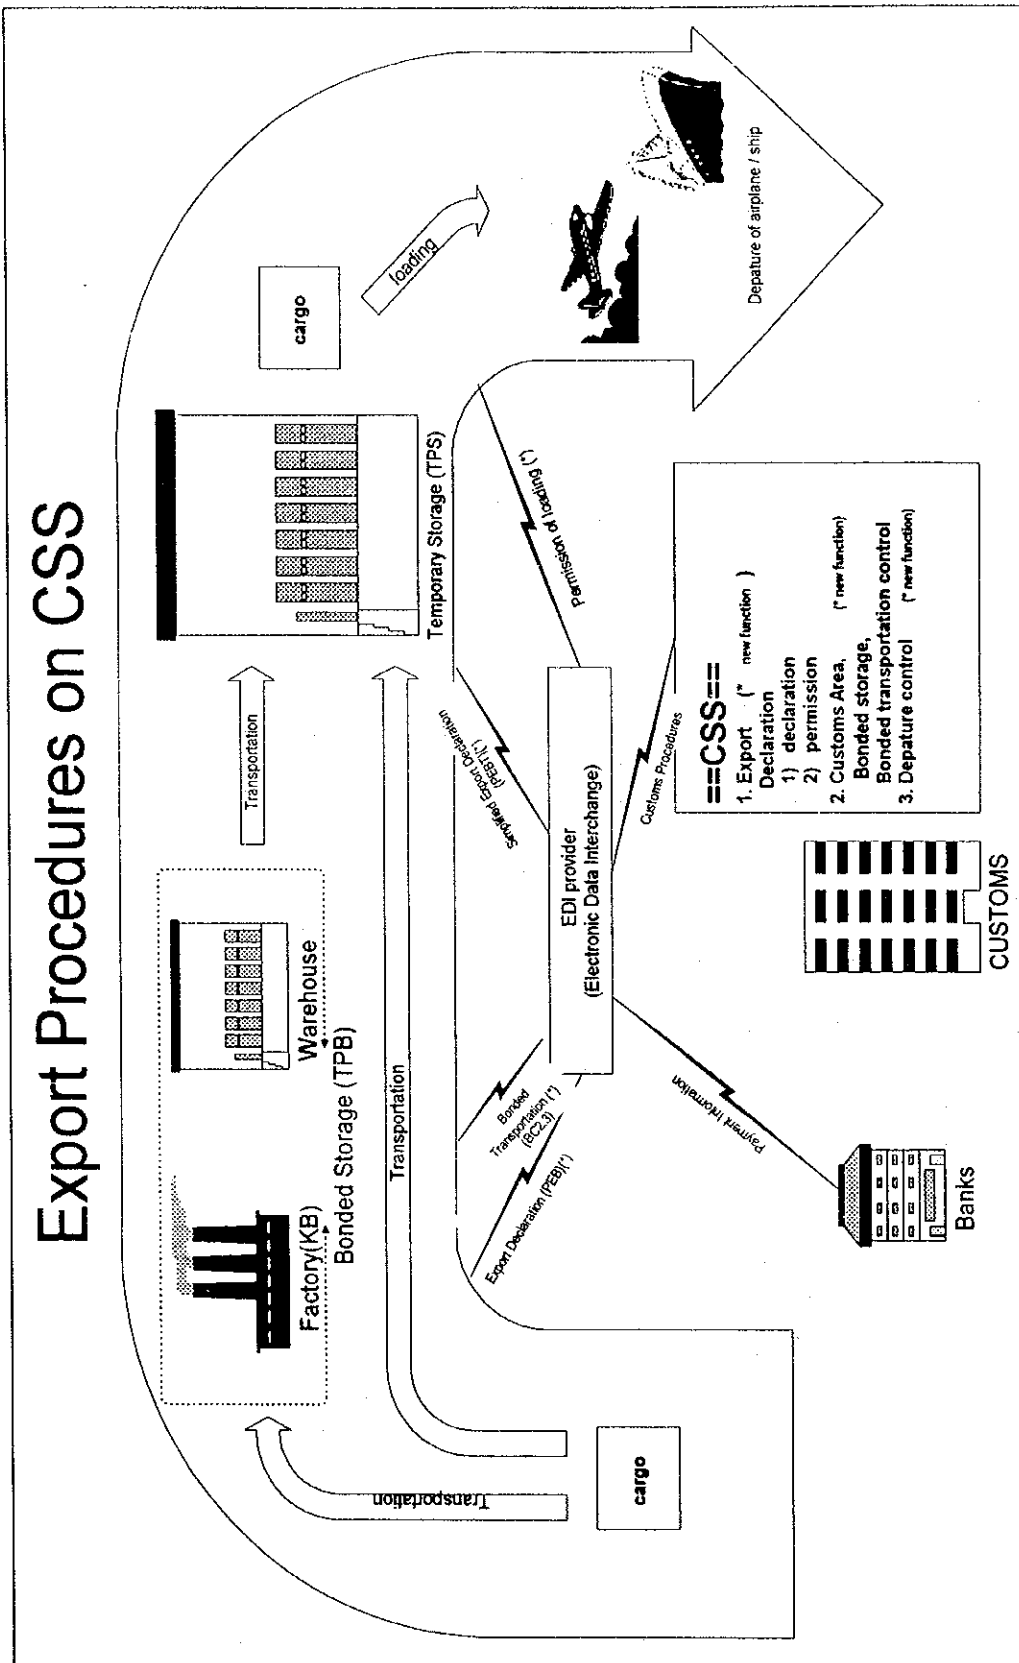 Export Procedures on CSS
Factory(KB)
Warehouse
Bonded Storage (TPB)
Transportation
Transportation
Transportation
Temporary Storage (TPS)
cargo
loading
Depature of airplane / ship
cargo
Export Declaration (PEB)(*)
Bonded
Transportation (*)
(BC2.3)
Simplified Export Declaration
(PEBT)(*)
Permission of loading (*)
EDI provider
(Electronic Data Interchange)
Payment Information
Customs Procedures
Banks
CUSTOMS
==CSS==
1. Export (* new function )
Declaration
1) declaration
2) permission
2. Customs Area, (* new function)
Bonded storage,
Bonded transportation control
3. Depature control (* new function)